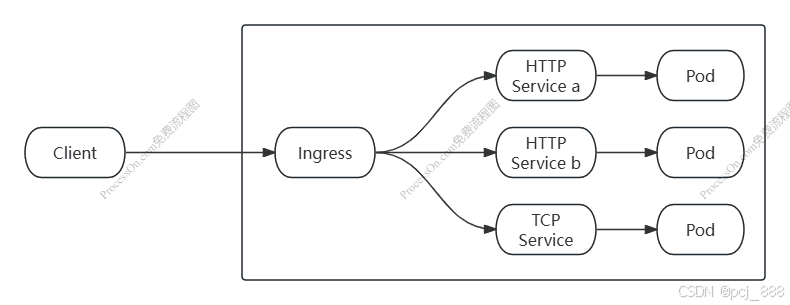 HTTP
Service a
Pod
Client
Ingress
HTTP
Service b
Pod
TCP
Service
Pod
ProcessOn.com免费流程图
ProcessOn.com免费流程图
ProcessOn.com免费流程图
CSDN @pcj_888